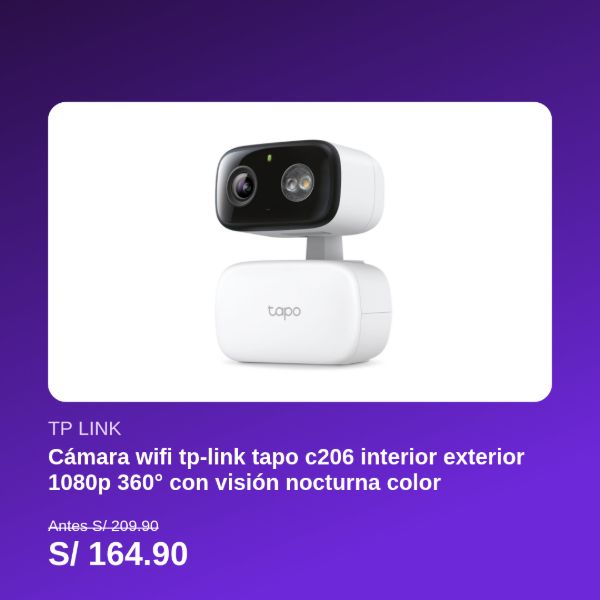 tapo
TP LINK
Cámara wifi tp-link tapo c206 interior exterior
1080p 360° con visión nocturna color
Antes S/ 209.90
S/ 164.90